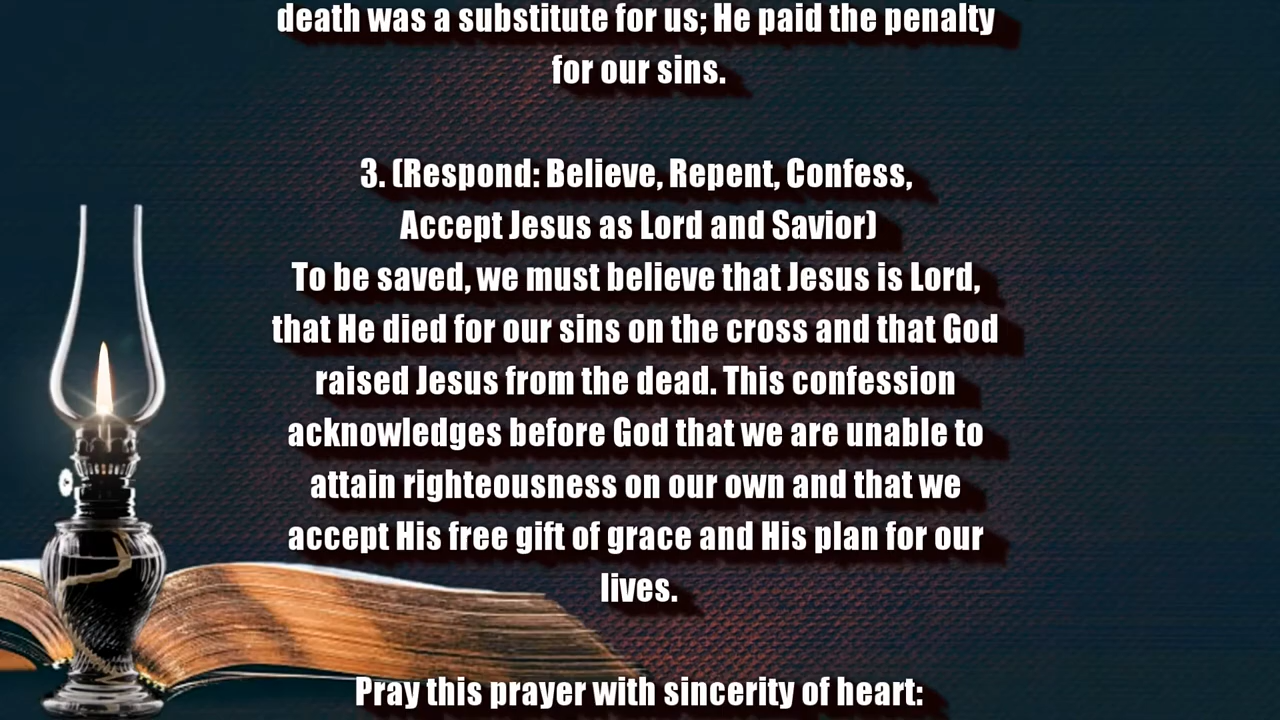 death was a substitute for us; He paid the penalty
for our sins.
3. (Respond: Believe, Repent, Confess,
Accept Jesus as Lord and Savior)
To be saved, we must believe that Jesus is Lord,
that He died for our sins on the cross and that God
raised Jesus from the dead. This confession
acknowledges before God that we are unable to
attain righteousness on our own and that we
accept His free gift of grace and His plan for our
lives.
Pray this prayer with sincerity of heart: